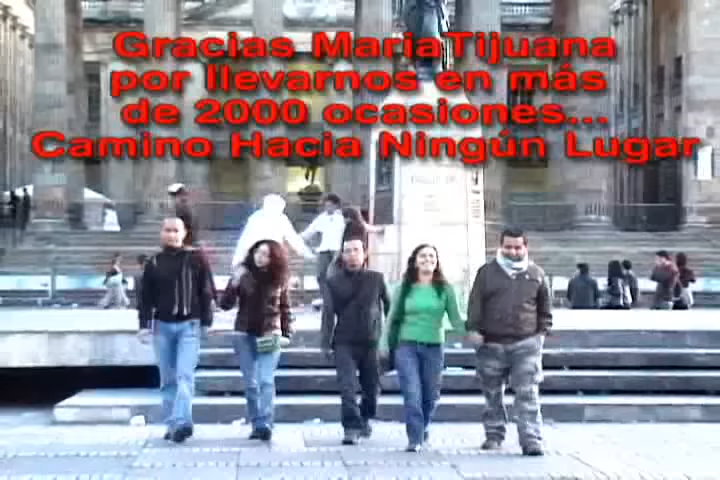 Gracias MariaTijuana
por llevarnos en más
de 2000 ocasiones...
Camino Hacia Ningún Lugar